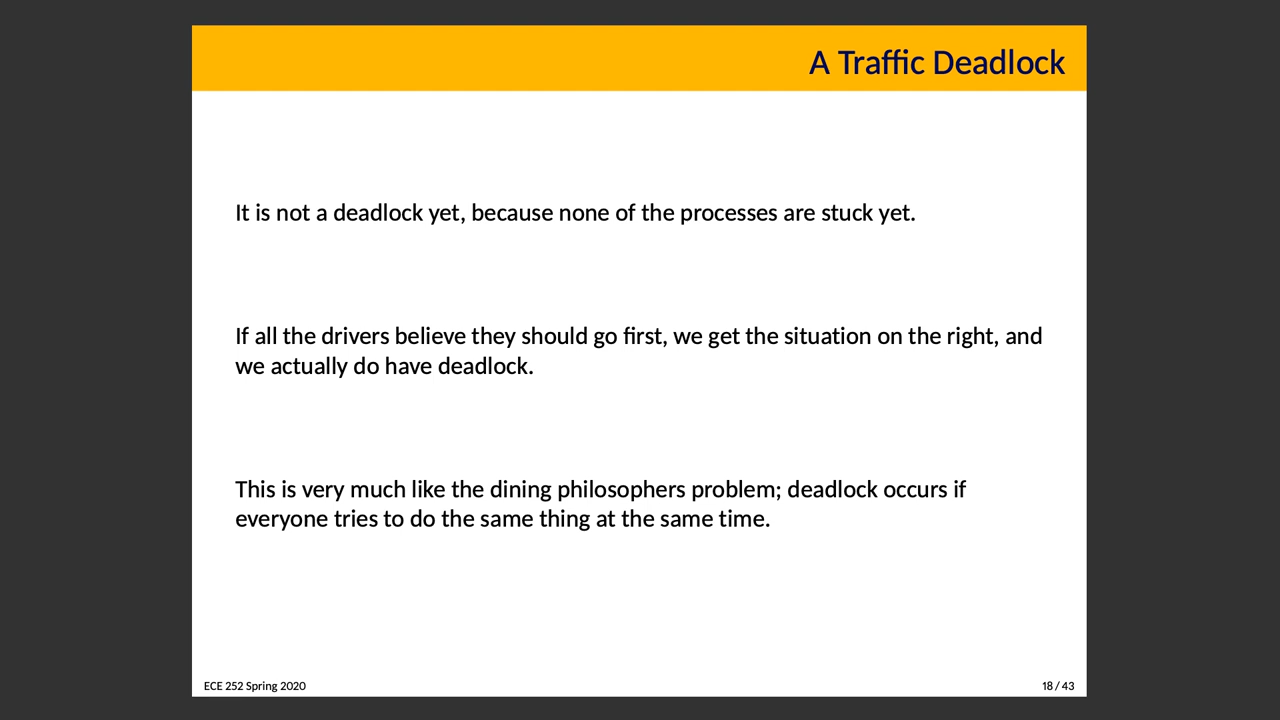 A Traffic Deadlock
It is not a deadlock yet, because none of the processes are stuck yet.
If all the drivers believe they should go first, we get the situation on the right, and
we actually do have deadlock.
This is very much like the dining philosophers problem; deadlock occurs if
everyone tries to do the same thing at the same time.
ECE 252 Spring 2020
18 / 43